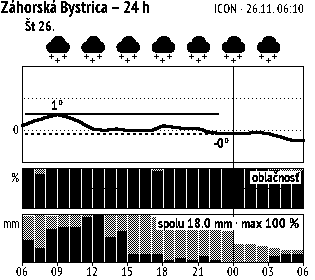 Záhorská Bystrica – 24 h
ICON · 26.11. 06:10
Št 26.
1°
0
-0°
%
oblačnosť
mm
spolu 18.0 mm · max 100 %
06 09 12 15 18 21 00 03 06